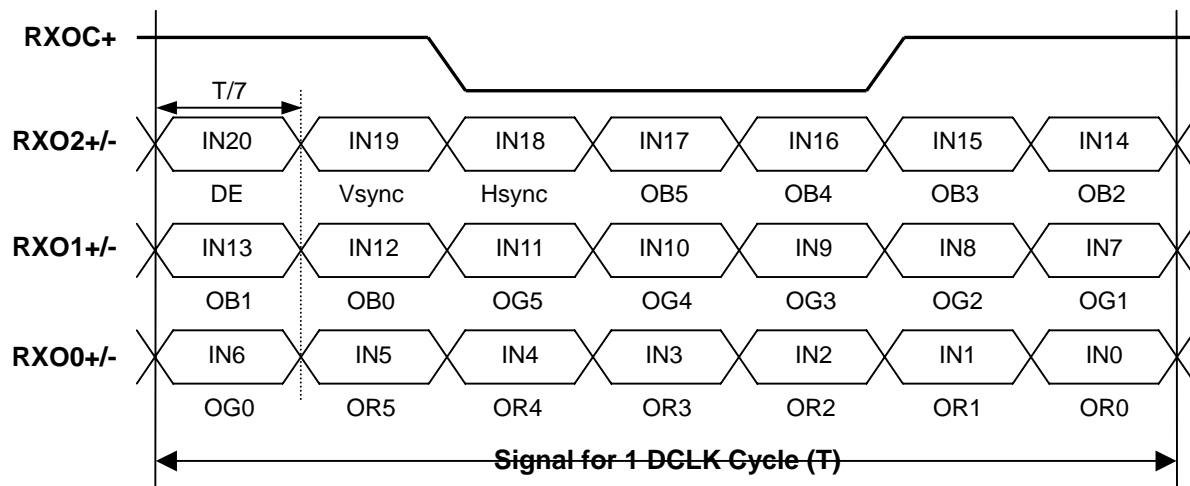 RXOC+
T/7
RXO2+/- IN20 IN19 IN18 IN17 IN16 IN15 IN14
DE Vsync Hsync OB5 OB4 OB3 OB2
RXO1+/- IN13 IN12 IN11 IN10 IN9 IN8 IN7
OB1 OB0 OG5 OG4 OG3 OG2 OG1
RXO0+/- IN6 IN5 IN4 IN3 IN2 IN1 IN0
OG0 OR5 OR4 OR3 OR2 OR1 OR0
Signal for 1 DCLK Cycle (T)